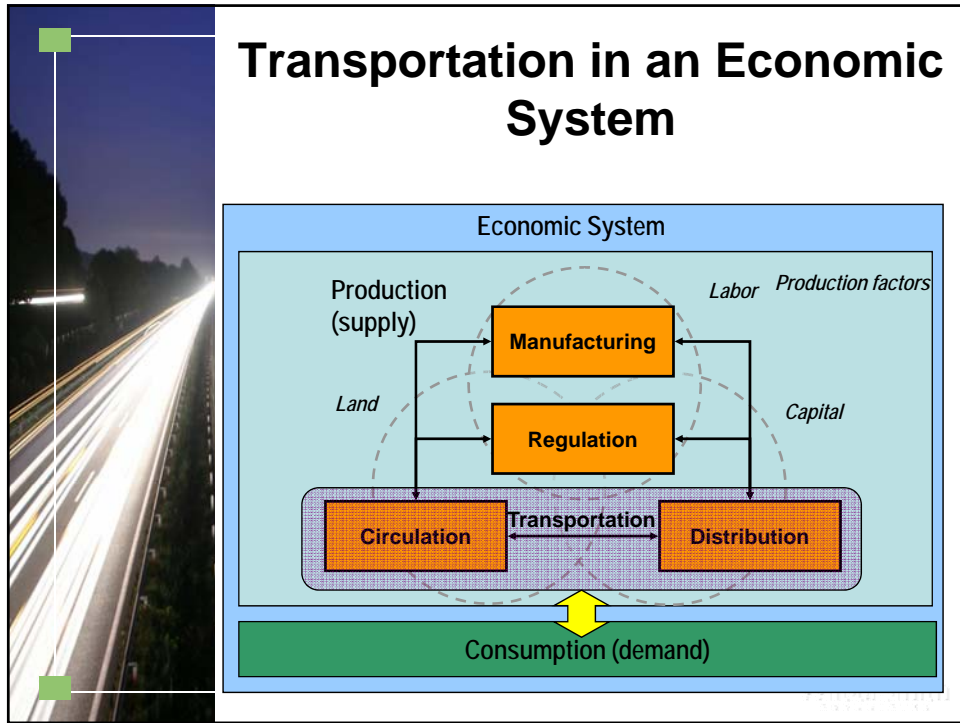 Transportation in an Economic
System
Economic System
Production
(supply)
Labor
Production factors
Manufacturing
Land
Capital
Regulation
Transportation
Circulation
Distribution
Consumption (demand)